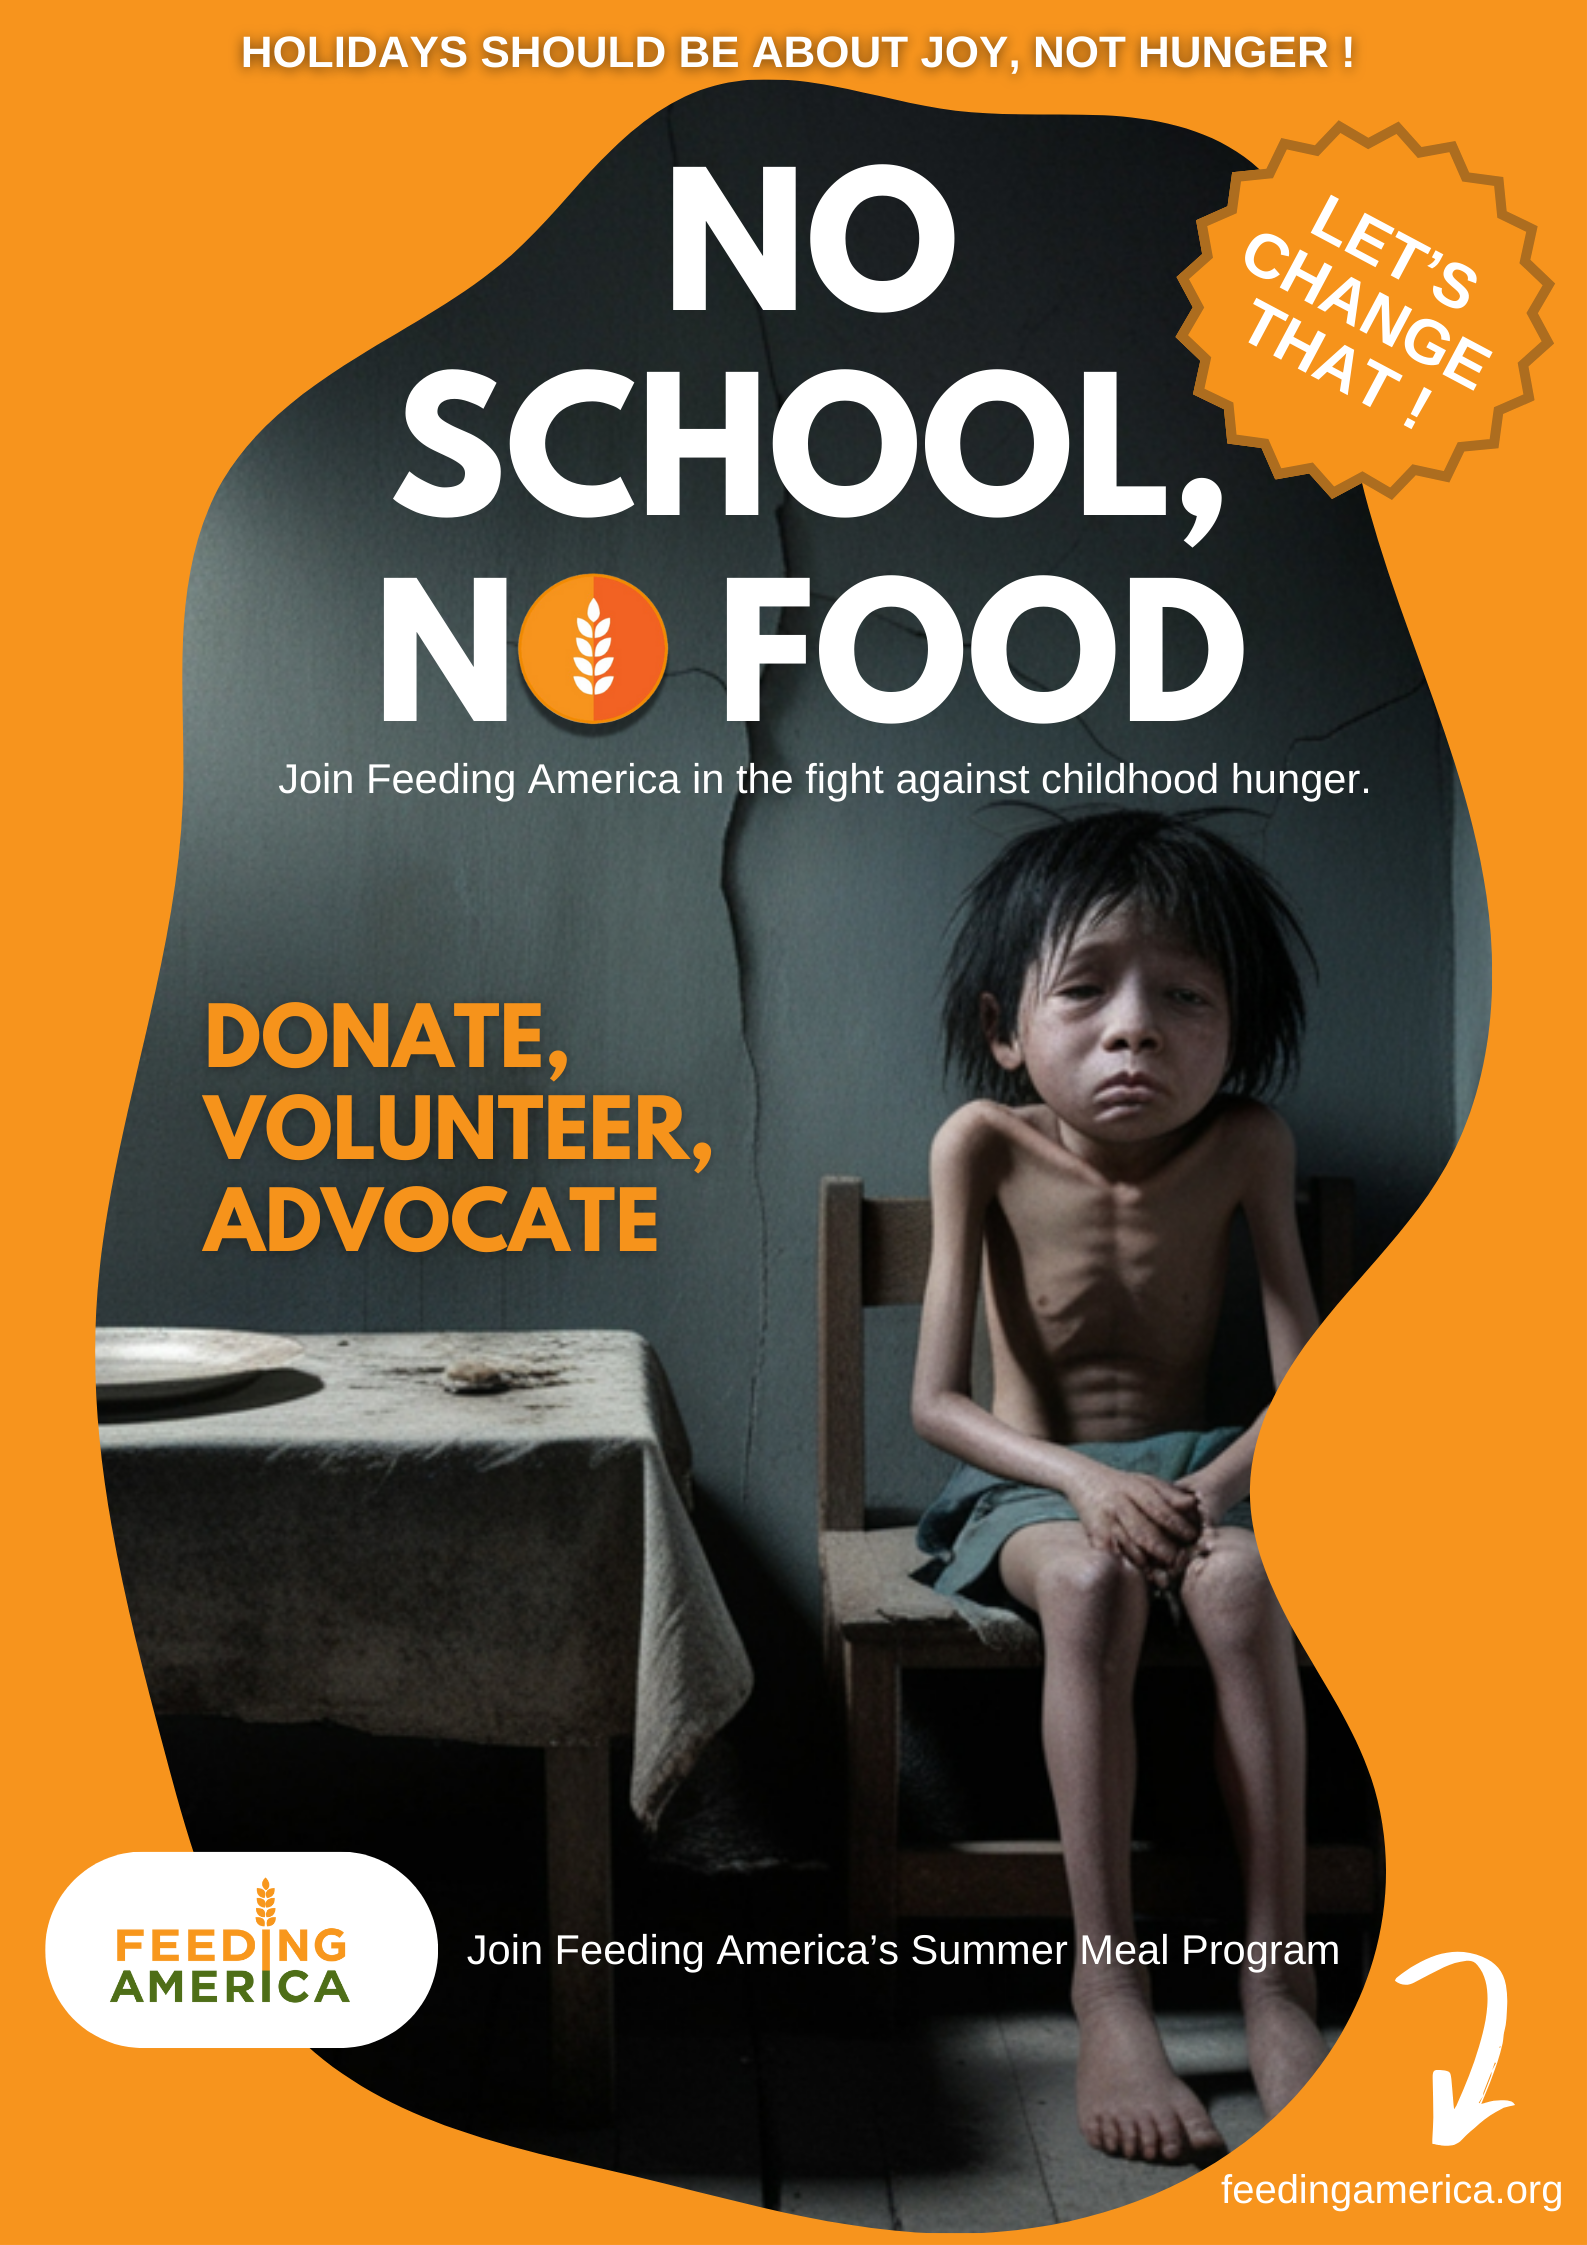 HOLIDAYS SHOULD BE ABOUT JOY, NOT HUNGER !
LET’S
CHANGE
THAT !
NO
SCHOOL,
NO FOOD
Join Feeding America in the fight against childhood hunger.
DONATE,
VOLUNTEER,
ADVOCATE
FEEDING
AMERICA
Join Feeding America’s Summer Meal Program
feedingamerica.org